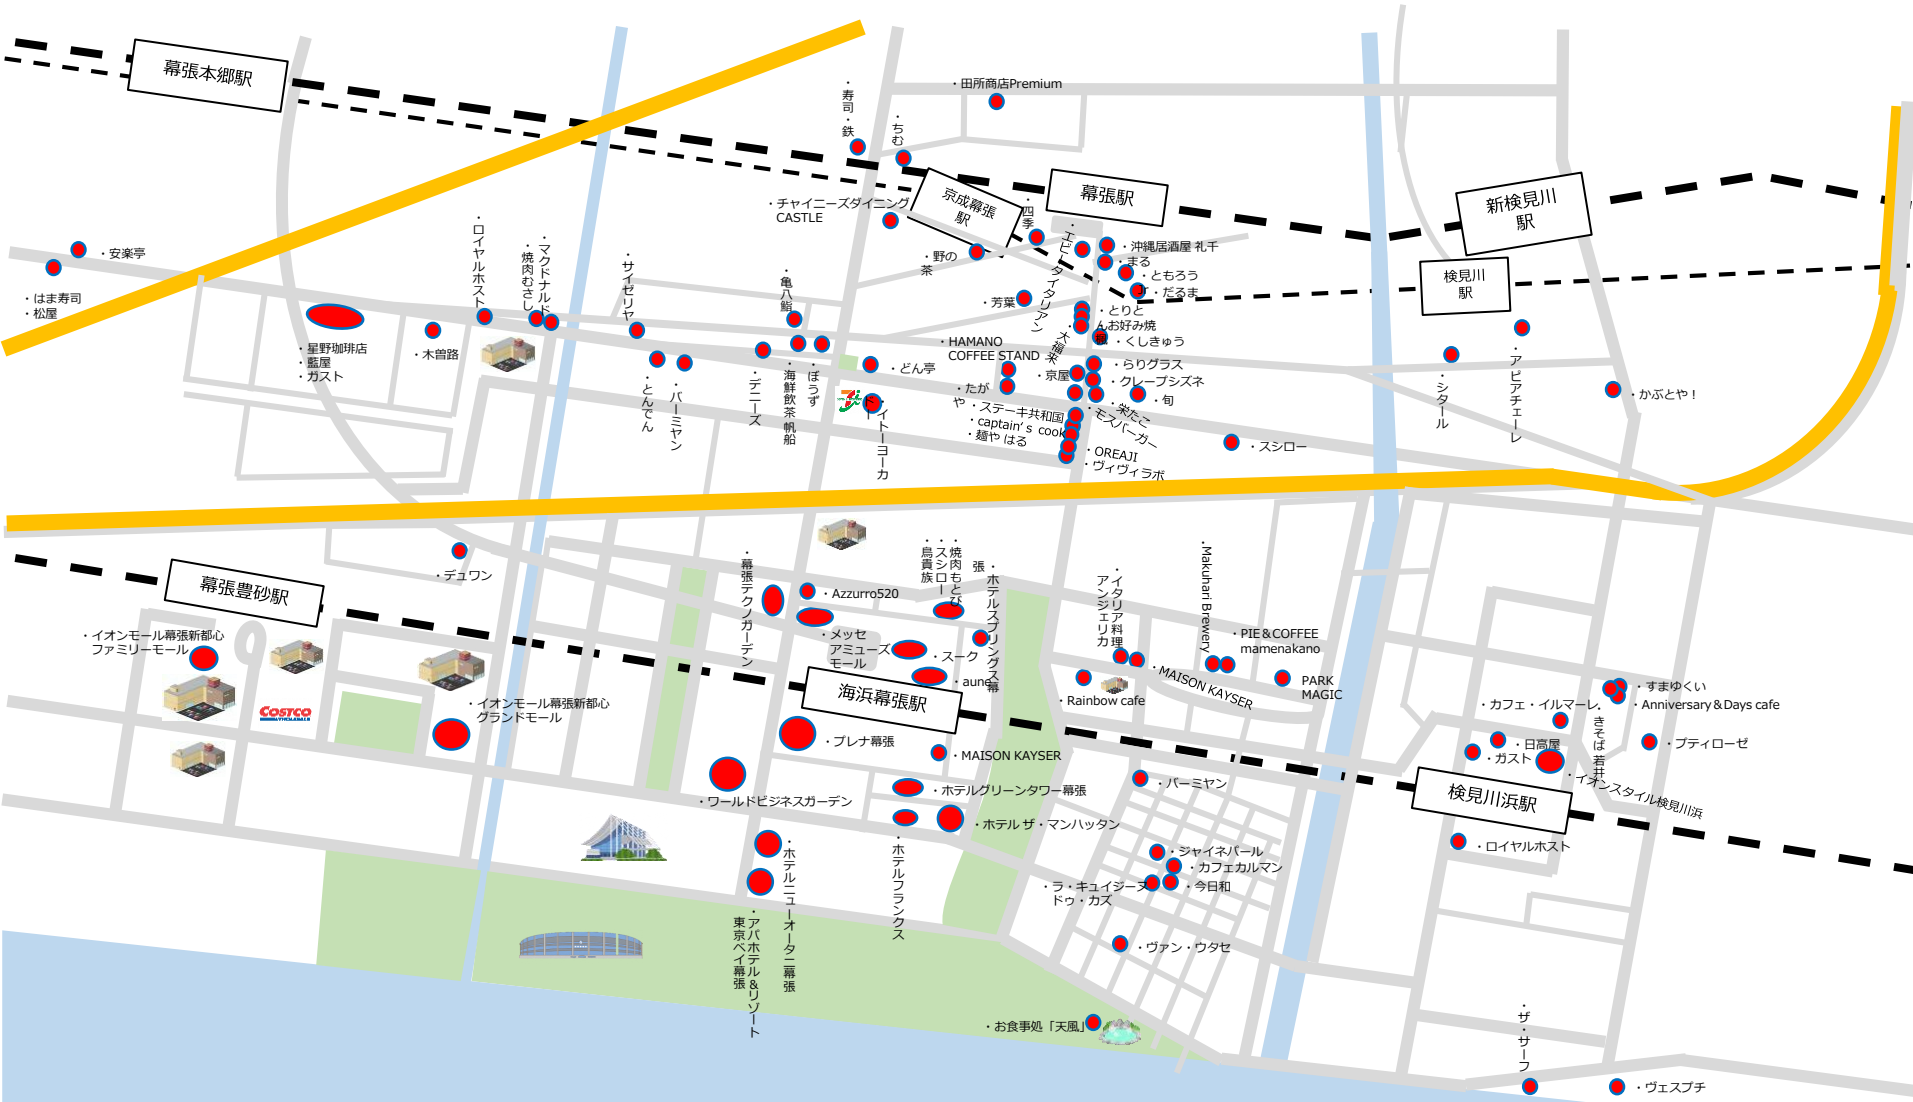 幕張本郷駅
・田所商店Premium
・寿司・鉄
・ちむ
京成幕張
駅
幕張駅
新検見川
駅
検見川
駅
・チャイニーズダイニング
CASTLE
・四季
・野の
茶
・エビータイタリアン
・沖縄居酒屋 礼千
・まる
・ともろう
・だるま
・安楽亭
・はま寿司
・松屋
・ロイヤルホスト
・焼肉むさし
・マクドナルド
・サイゼリヤ
・亀八鮨
・芳葉
・とりと
ん
お好み焼
・くしきゅう
・大福来
・星野珈琲店
・藍屋
・ガスト
・木曽路
・とんでん
・バーミヤン
・デニーズ
・海鮮飲茶 帆船
・ぼうず
・どん亭
・イトーヨーカ
ドー
・HAMANO
COFFEE STAND
・京屋
・たが
や
・らりグラス
・クレープシズネ
・旬
・栄たこ
・モスバーガー
・ステーキ共和国
・captain's cook
・麺や はる
・OREAJI
・ヴィヴィラボ
・スシロー
・シタール
・アピアチェーレ
・かぶとや！
・デュワン
幕張豊砂駅
・イオンモール幕張新都心
ファミリーモール
COSTCO
WHOLESALE
・イオンモール幕張新都心
グランドモール
・幕張テクノガーデン
・Azzurro520
・メッセ
アミューズ
モール
・鳥貴族
・スシロー
・焼肉もとび
・ホテルスプリングス幕
張
・スーク
・aune
海浜幕張駅
・プレナ幕張
・MAISON KAYSER
・ワールドビジネスガーデン
・ホテルグリーンタワー幕張
・ホテル ザ・マンハッタン
・ホテルフランクス
・ホテルニューオータニ幕張
・アパホテル&リゾート
東京ベイ幕張
・イタリア料理
アンジェリカ
・Rainbow cafe
・MAISON KAYSER
・Makuhari Brewery
・PIE＆COFFEE
mamenakano
PARK
MAGIC
・バーミヤン
・ジャイネパール
・カフェカルマン
・今日和
・ラ・キュイジーヌ
ドゥ・カズ
・ヴァン・ウタセ
・お食事処「天風」
・すまゆくい
・Anniversary＆Days cafe
・カフェ・イルマーレ
・きそば 若井
・日高屋
・ガスト
・プティローゼ
・イオンスタイル検見川浜
検見川浜駅
・ロイヤルホスト
・ザ・サーフ
・ヴェスプチ